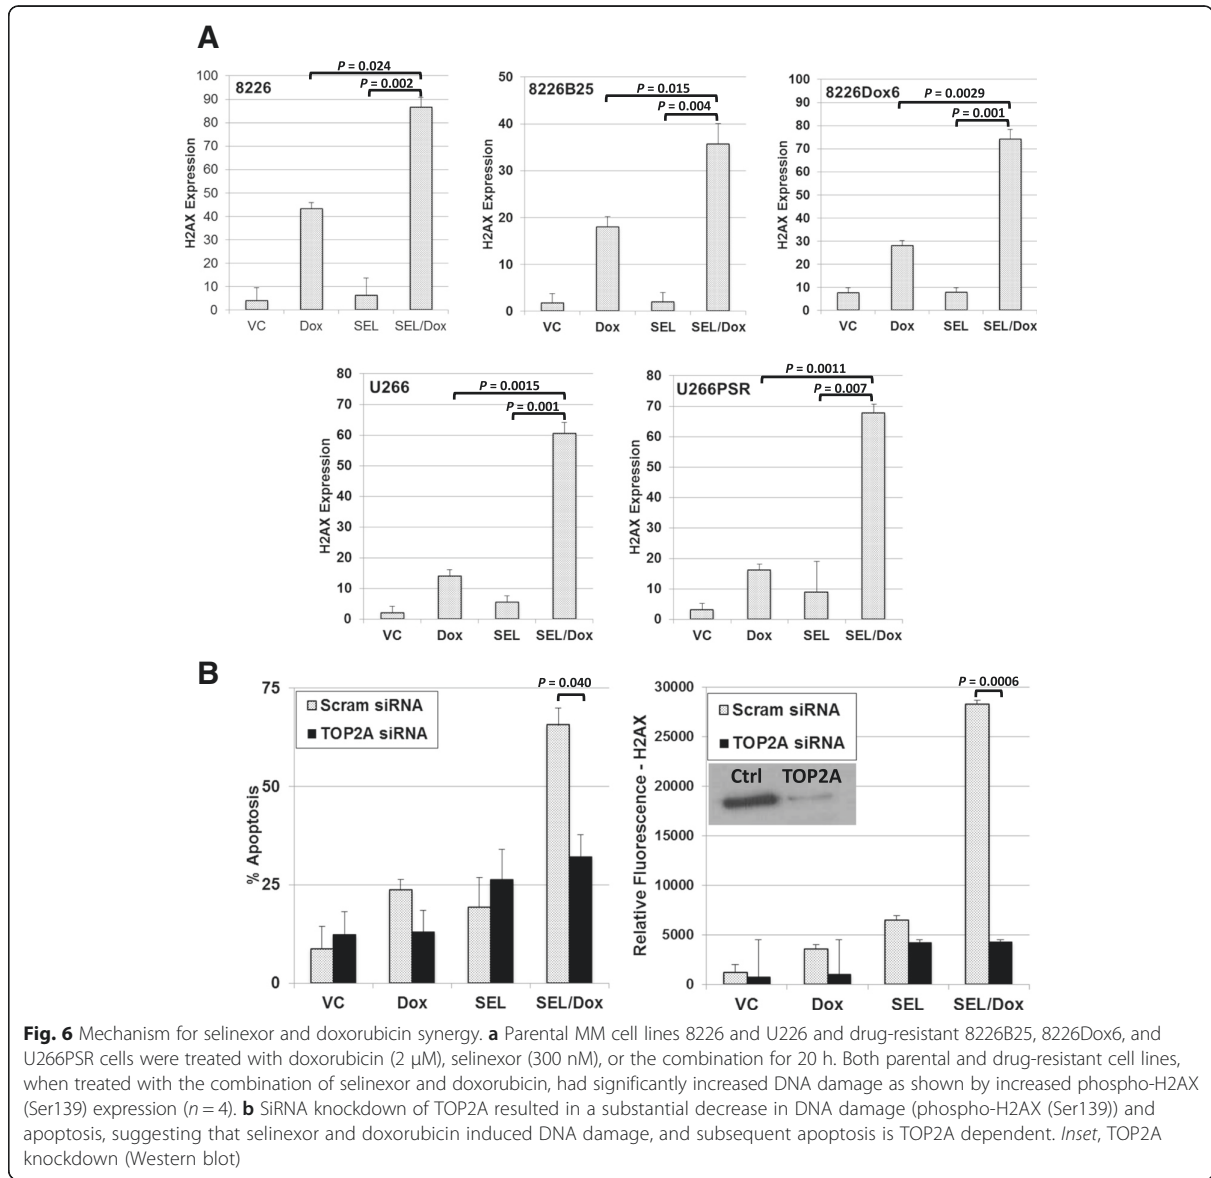 A
8226
P = 0.024
P = 0.002
H2AX Expression
100
90
80
70
60
50
40
30
20
10
0
VC Dox SEL SEL/Dox
8226B25
P = 0.015
P = 0.004
H2AX Expression
50
40
30
20
10
0
VC Dox SEL SEL/Dox
8226Dox6
P = 0.0029
P = 0.001
H2AX Expression
100
90
80
70
60
50
40
30
20
10
0
VC Dox SEL SEL/Dox
U266
P = 0.0015
P = 0.001
H2AX Expression
80
70
60
50
40
30
20
10
0
VC Dox SEL SEL/Dox
U266PSR
P = 0.0011
P = 0.007
H2AX Expression
80
70
60
50
40
30
20
10
0
VC Dox SEL SEL/Dox
B
Scram siRNA
TOP2A siRNA
P = 0.040
% Apoptosis
75
50
25
0
VC Dox SEL SEL/Dox
Scram siRNA
TOP2A siRNA
Ctrl TOP2A
P = 0.0006
Relative Fluorescence - H2AX
30000
25000
20000
15000
10000
5000
0
VC Dox SEL SEL/Dox
Fig. 6 Mechanism for selinexor and doxorubicin synergy. a Parental MM cell lines 8226 and U226 and drug-resistant 8226B25, 8226Dox6, and
U266PSR cells were treated with doxorubicin (2 μM), selinexor (300 nM), or the combination for 20 h. Both parental and drug-resistant cell lines,
when treated with the combination of selinexor and doxorubicin, had significantly increased DNA damage as shown by increased phospho-H2AX
(Ser139) expression (n = 4). b SiRNA knockdown of TOP2A resulted in a substantial decrease in DNA damage (phospho-H2AX (Ser139)) and
apoptosis, suggesting that selinexor and doxorubicin induced DNA damage, and subsequent apoptosis is TOP2A dependent. Inset, TOP2A
knockdown (Western blot)